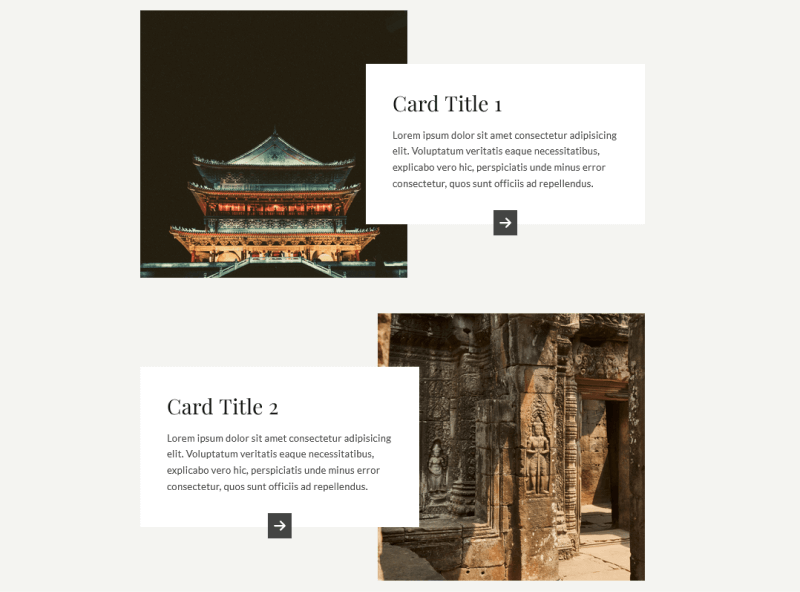 Card Title 1
Lorem ipsum dolor sit amet consectetur adipisicing
elit. Voluptatum veritatis eaque necessitatibus,
explicabo vero hic, perspiciatis unde minus error
consectetur, quos sunt officiis ad repellendus.
Card Title 2
Lorem ipsum dolor sit amet consectetur adipisicing
elit. Voluptatum veritatis eaque necessitatibus,
explicabo vero hic, perspiciatis unde minus error
consectetur, quos sunt officiis ad repellendus.